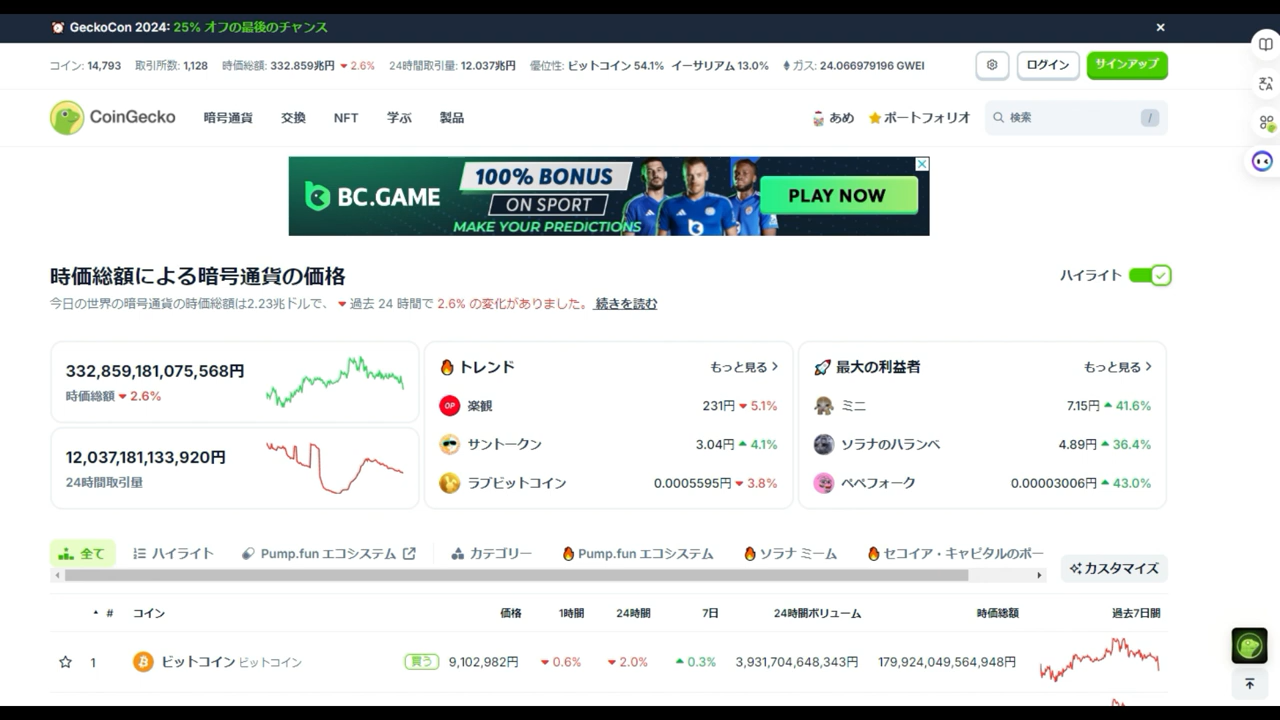 GeckoCon 2024: 25% オフの最後のチャンス
コイン: 14,793 取引所数: 1,128 時価総額: 332.859兆円 2.6% 24時間取引量: 12.037兆円 優位性: ビットコイン 54.1% イーサリアム 13.0% ガス: 24.066979196 GWEI
ログイン
サインアップ
CoinGecko 暗号通貨 交換 NFT 学ぶ 製品 あめ ポートフォリオ 検索 /
BC.GAME
100% BONUS
ON SPORT
MAKE YOUR PREDICTIONS
PLAY NOW
時価総額による暗号通貨の価格
ハイライト
今日の世界の暗号通貨の時価総額は2.23兆ドルで、 過去 24 時間で 2.6% の変化がありました。 続きを読む
332,859,181,075,568円
時価総額 2.6%
12,037,181,133,920円
24時間取引量
トレンド もっと見る
OP 楽観 231円 5.1%
サントークン 3.04円 4.1%
ラブビットコイン 0.0005595円 3.8%
最大の利益者 もっと見る
ミニ 7.15円 41.6%
ソラナのハランベ 4.89円 36.4%
ペペフォーク 0.00003006円 43.0%
全て ハイライト Pump.fun エコシステム カテゴリー Pump.fun エコシステム ソラナ ミーム セコイア・キャピタルのポー
カスタマイズ
# コイン 価格 1時間 24時間 7日 24時間ボリューム 時価総額 過去7日間
1 ビットコイン ビットコイン 買う 9,102,982円 0.6% 2.0% 0.3% 3,931,704,648,343円 179,924,049,564,948円